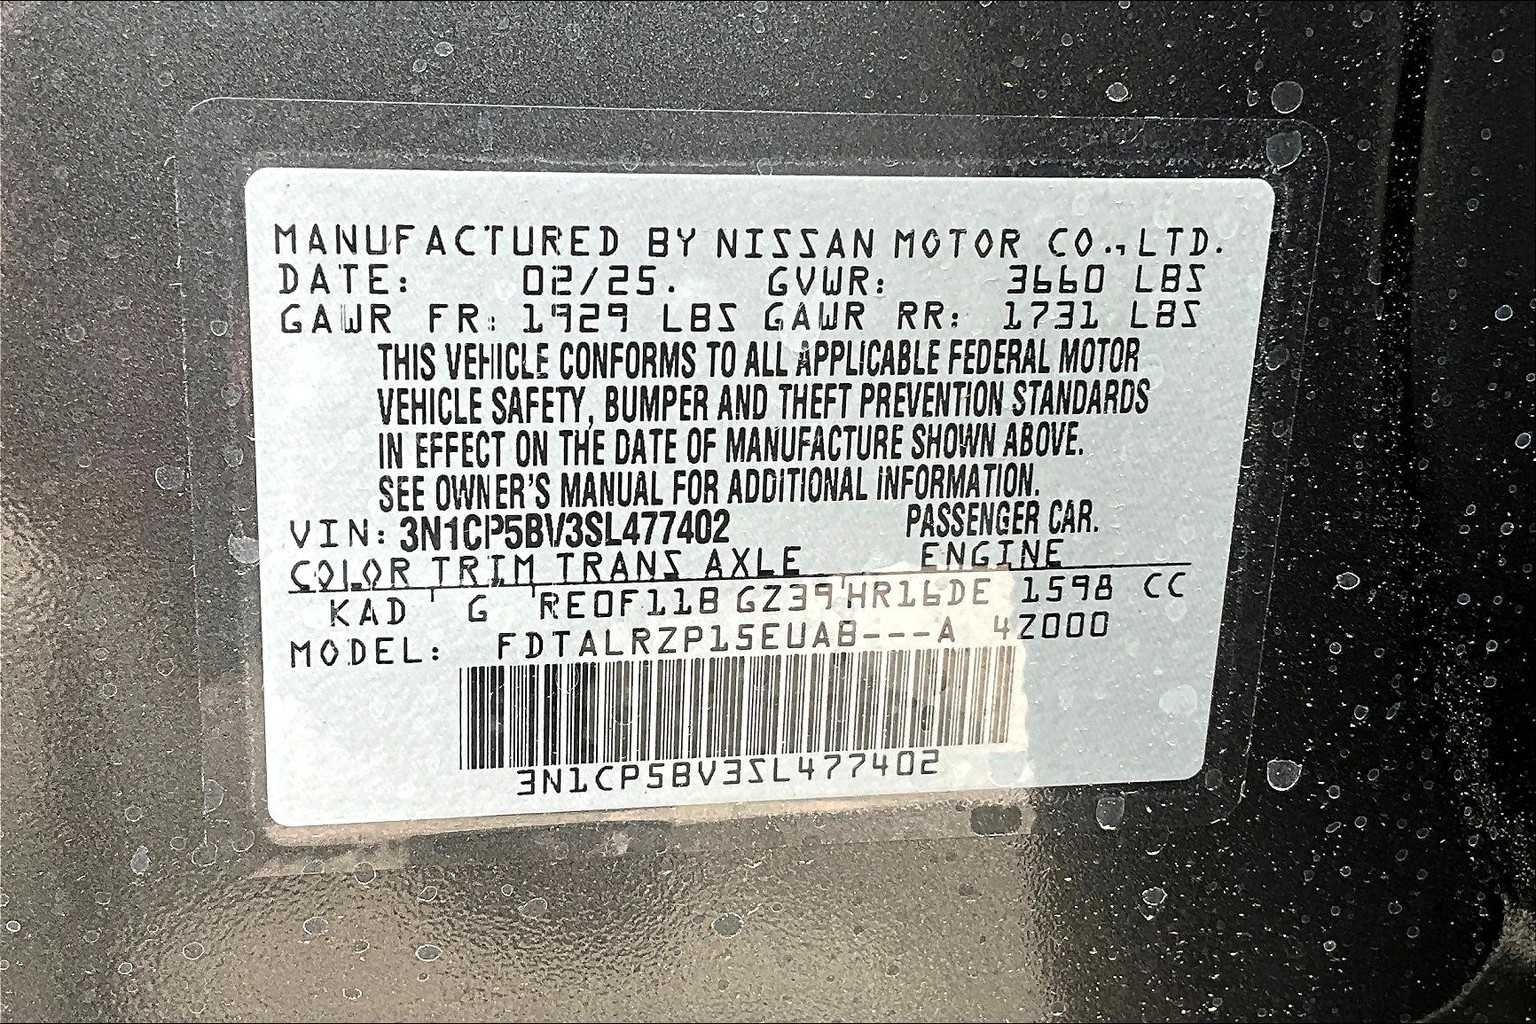 MANUFACTURED BY NISSAN MOTOR CO.,LTD.
DATE: 02/25. GVWR: 3660 LBS
GAWR FR: 1929 LBS GAWR RR: 1731 LBS
THIS VEHICLE CONFORMS TO ALL APPLICABLE FEDERAL MOTOR
VEHICLE SAFETY, BUMPER AND THEFT PREVENTION STANDARDS
IN EFFECT ON THE DATE OF MANUFACTURE SHOWN ABOVE.
SEE OWNER'S MANUAL FOR ADDITIONAL INFORMATION.
VIN: 3N1CP5BV3SL477402 PASSENGER CAR.
COLOR TRIM TRANS AXLE ENGINE
KAD G RE0F11B GZ39 HR16DE 1598 CC
MODEL: FDTALRZP15EUAB---A 4Z000
3N1CP5BV3SL477402